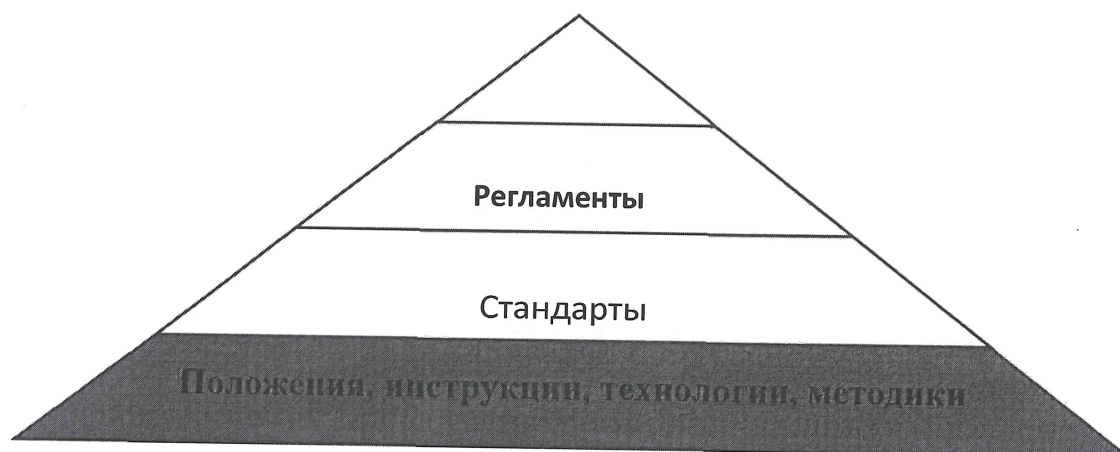 Регламенты
Стандарты
Положения, инструкции, технологии, методики